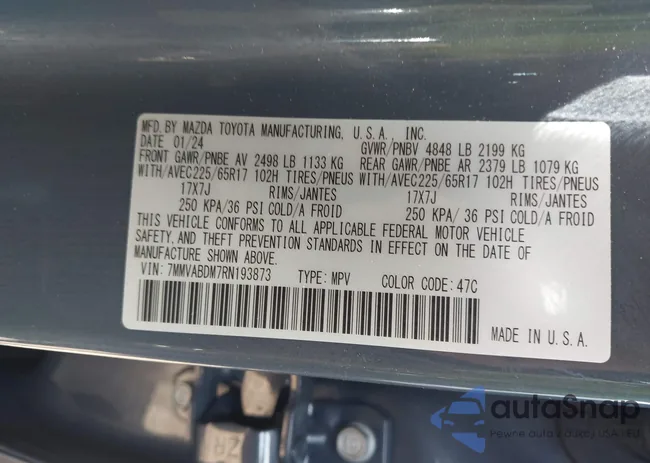 MFD.BY MAZDA TOYOTA MANUFACTURING, U.S.A., INC.
DATE 01/24 GVWR/PNBV 4848 LB 2199 KG
FRONT GAWR/PNBE AV 2498 LB 1133 KG REAR GAWR/PNBE AR 2379 LB 1079 KG
WITH/AVEC225/65R17 102H TIRES/PNEUS WITH/AVEC225/65R17 102H TIRES/PNEUS
17X7J RIMS/JANTES 17X7J RIMS/JANTES
250 KPA/36 PSI COLD/A FROID 250 KPA/ 36 PSI COLD/A FROID
THIS VEHICLE CONFORMS TO ALL APPLICABLE FEDERAL MOTOR VEHICLE
SAFETY, AND THEFT PREVENTION STANDARDS IN EFFECT ON THE DATE OF
MANUFACTURE SHOWN ABOVE.
VIN: 7MMVABDM7RN193873 TYPE: MPV COLOR CODE: 47C
MADE IN U.S.A.
autoSnap
Pewne auta z